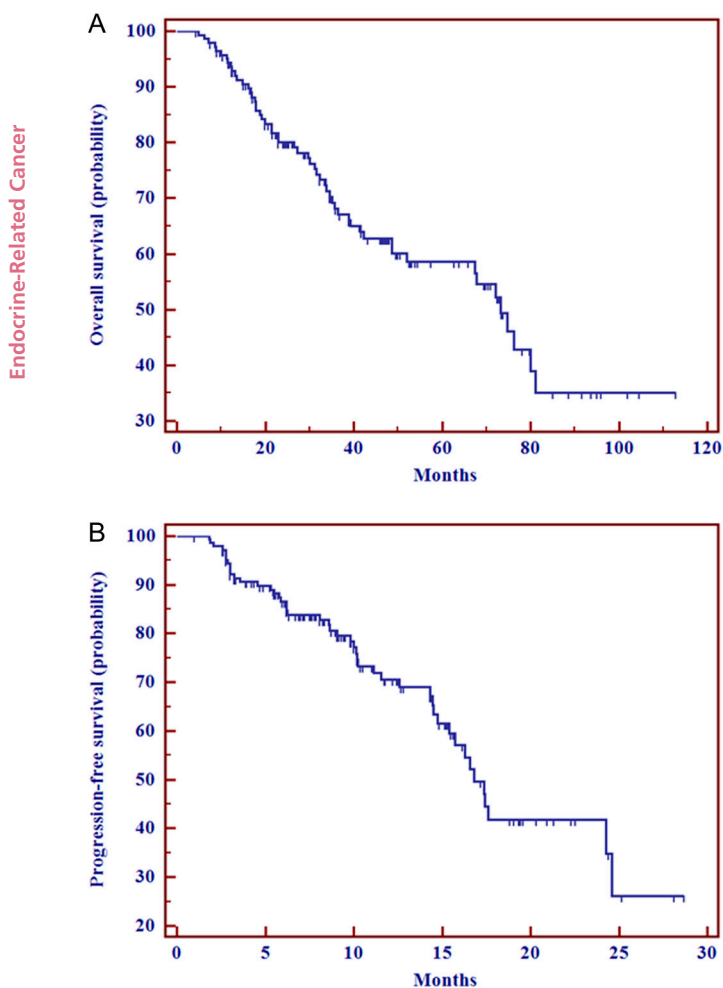 Endocrine-Related Cancer
A
Overall survival (probability)
100
90
80
70
60
50
40
30
0 20 40 60 80 100 120
Months
B
Progression-free survival (probability)
100
90
80
70
60
50
40
30
20
0 5 10 15 20 25 30
Months